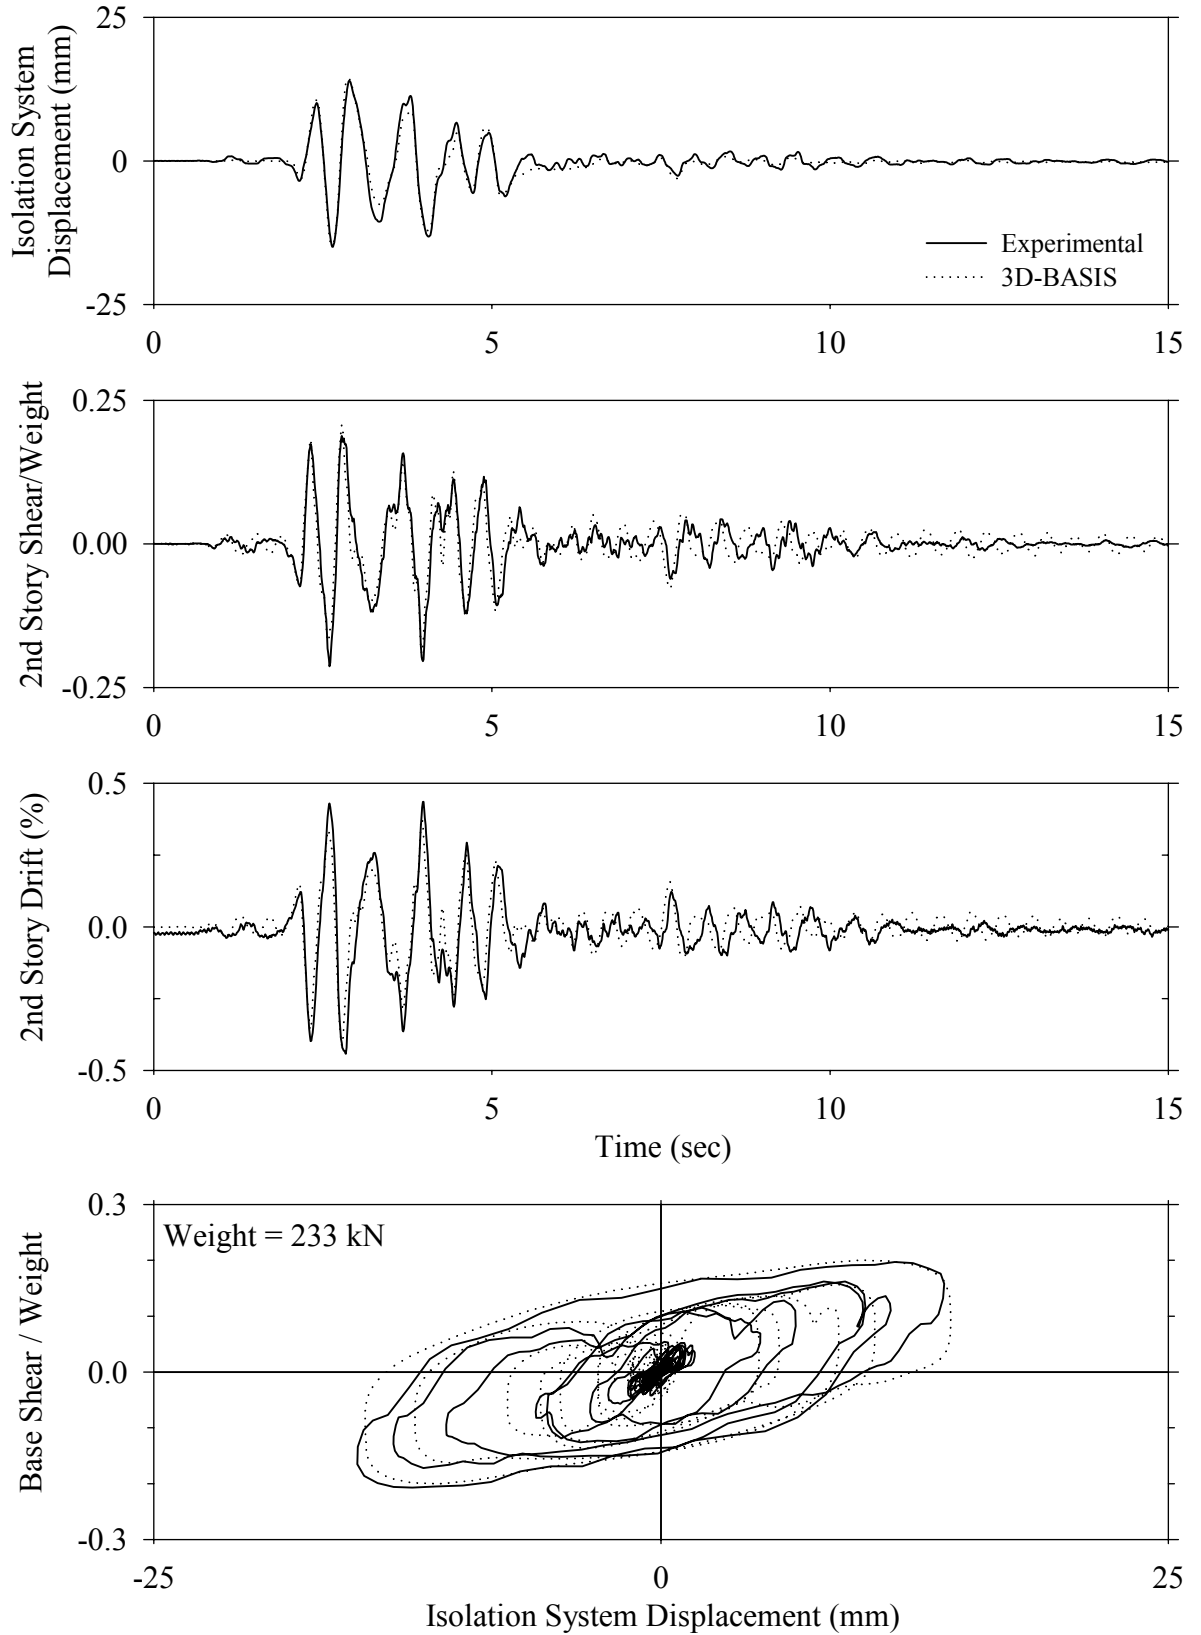 Isolation System
Displacement (mm)
25
0
-25
Experimental
3D-BASIS
0 5 10 15
2nd Story Shear/Weight
0.25
0.00
-0.25
0 5 10 15
2nd Story Drift (%)
0.5
0.0
-0.5
0 5 10 15
Time (sec)
Base Shear / Weight
0.3
0.0
-0.3
Weight = 233 kN
-25 0 25
Isolation System Displacement (mm)